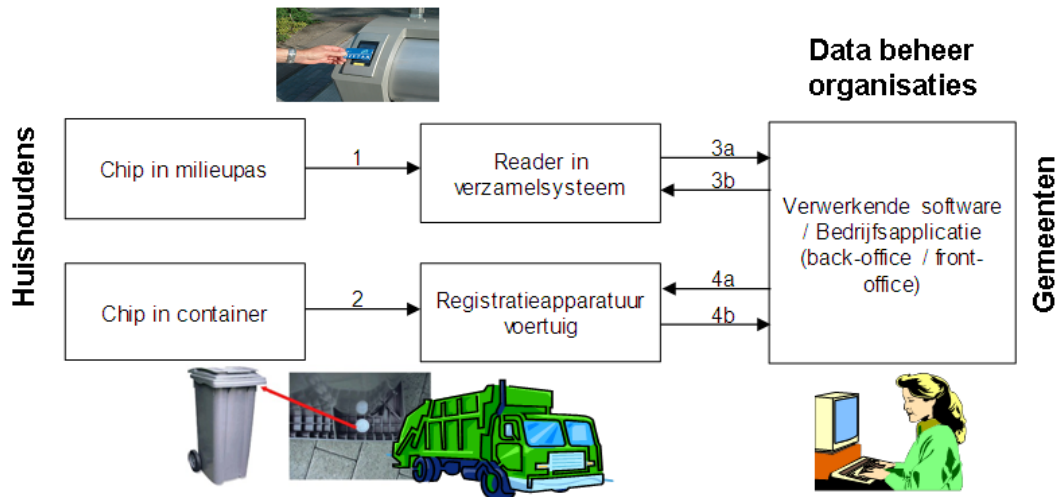 Data beheer
organisaties
Huishoudens
Chip in milieupas
1
Reader in
verzamelsysteem
3a
3b
Verwerkende software
/ Bedrijfsapplicatie
(back-office / front-
office)
Gemeenten
Chip in container
2
Registratieapparatuur
voertuig
4a
4b